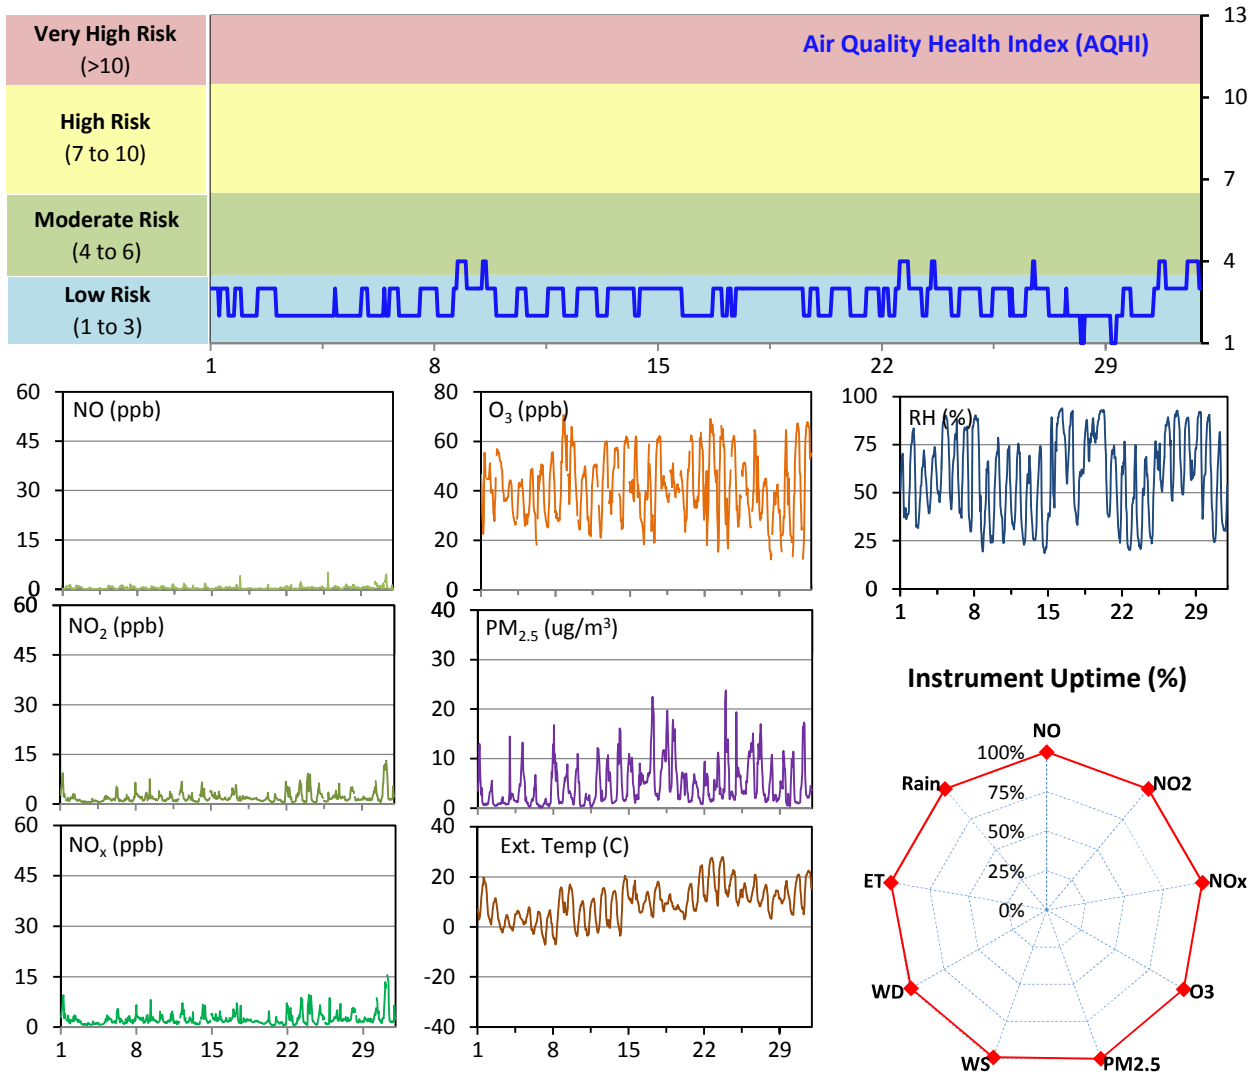 Very High Risk
(>10)
High Risk
(7 to 10)
Moderate Risk
(4 to 6)
Low Risk
(1 to 3)
Air Quality Health Index (AQHI)
13
10
7
4
1
1 8 15 22 29
NO (ppb)
60
45
30
15
0
O3 (ppb)
80
60
40
20
0
RH (%)
100
75
50
25
0
1 8 15 22 29
NO2 (ppb)
60
45
30
15
0
PM2.5 (ug/m³)
40
30
20
10
0
NOx (ppb)
60
45
30
15
0
1 8 15 22 29
Ext. Temp (C)
40
20
0
-20
-40
1 8 15 22 29
Instrument Uptime (%)
NO
NO2
NOx
O3
PM2.5
WS
WD
ET
Rain
100%
75%
50%
25%
0%